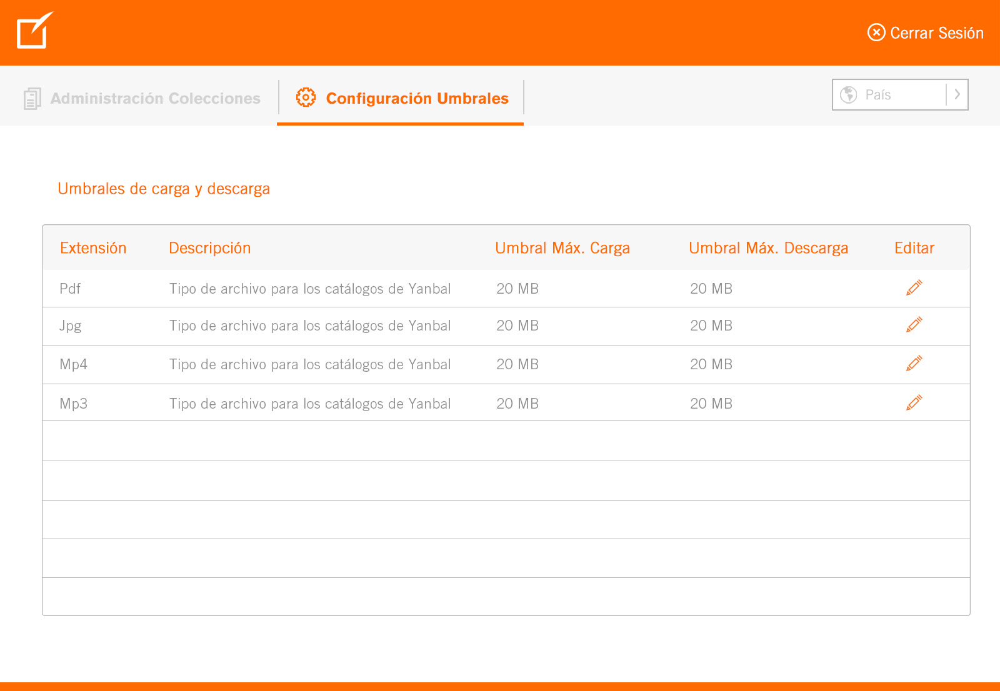 Cerrar Sesión
Administración Colecciones
Configuración Umbrales
País
Umbrales de carga y descarga
Extensión Descripción Umbral Máx. Carga Umbral Máx. Descarga Editar
Pdf Tipo de archivo para los catálogos de Yanbal 20 MB 20 MB
Jpg Tipo de archivo para los catálogos de Yanbal 20 MB 20 MB
Mp4 Tipo de archivo para los catálogos de Yanbal 20 MB 20 MB
Mp3 Tipo de archivo para los catálogos de Yanbal 20 MB 20 MB